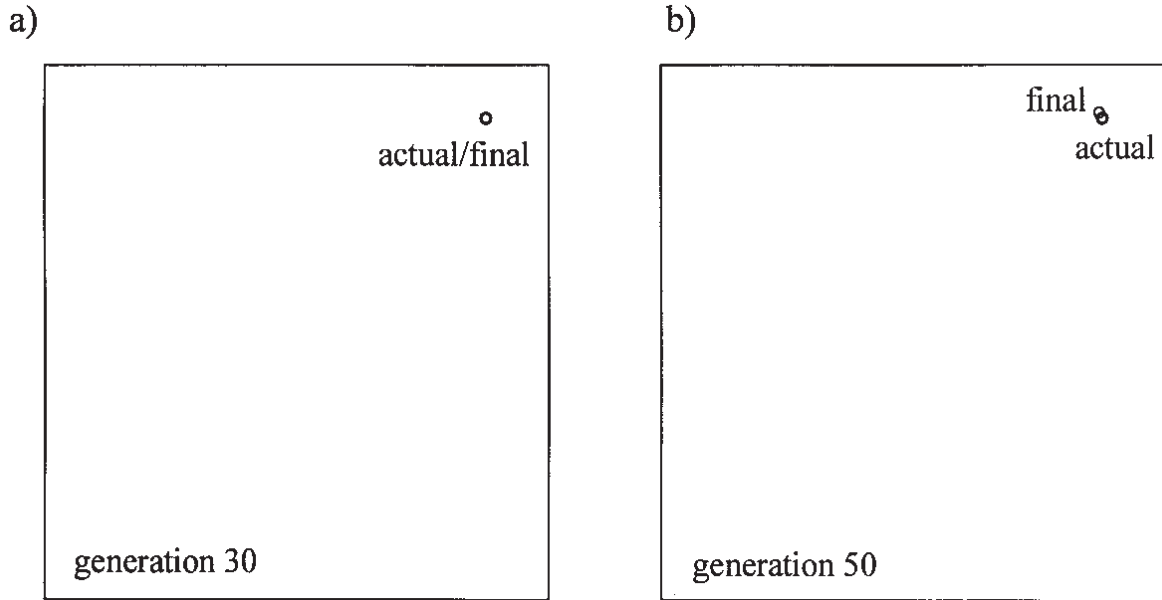 a)
actual/final
generation 30
b)
final
actual
generation 50